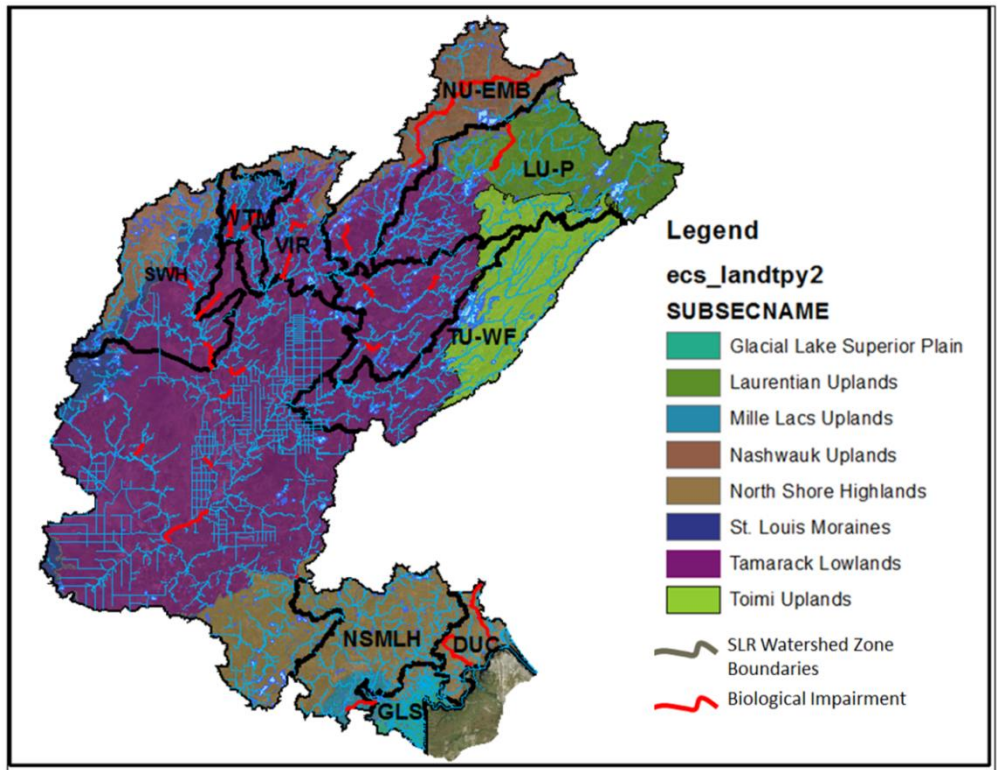 NU-EMB
LU-P
WTM
VIR
SWH
TU-WF
NSMLH
DUC
GLS
Legend
ecs_landtpy2
SUBSECNAME
Glacial Lake Superior Plain
Laurentian Uplands
Mille Lacs Uplands
Nashwauk Uplands
North Shore Highlands
St. Louis Moraines
Tamarack Lowlands
Toimi Uplands
SLR Watershed Zone
Boundaries
Biological Impairment